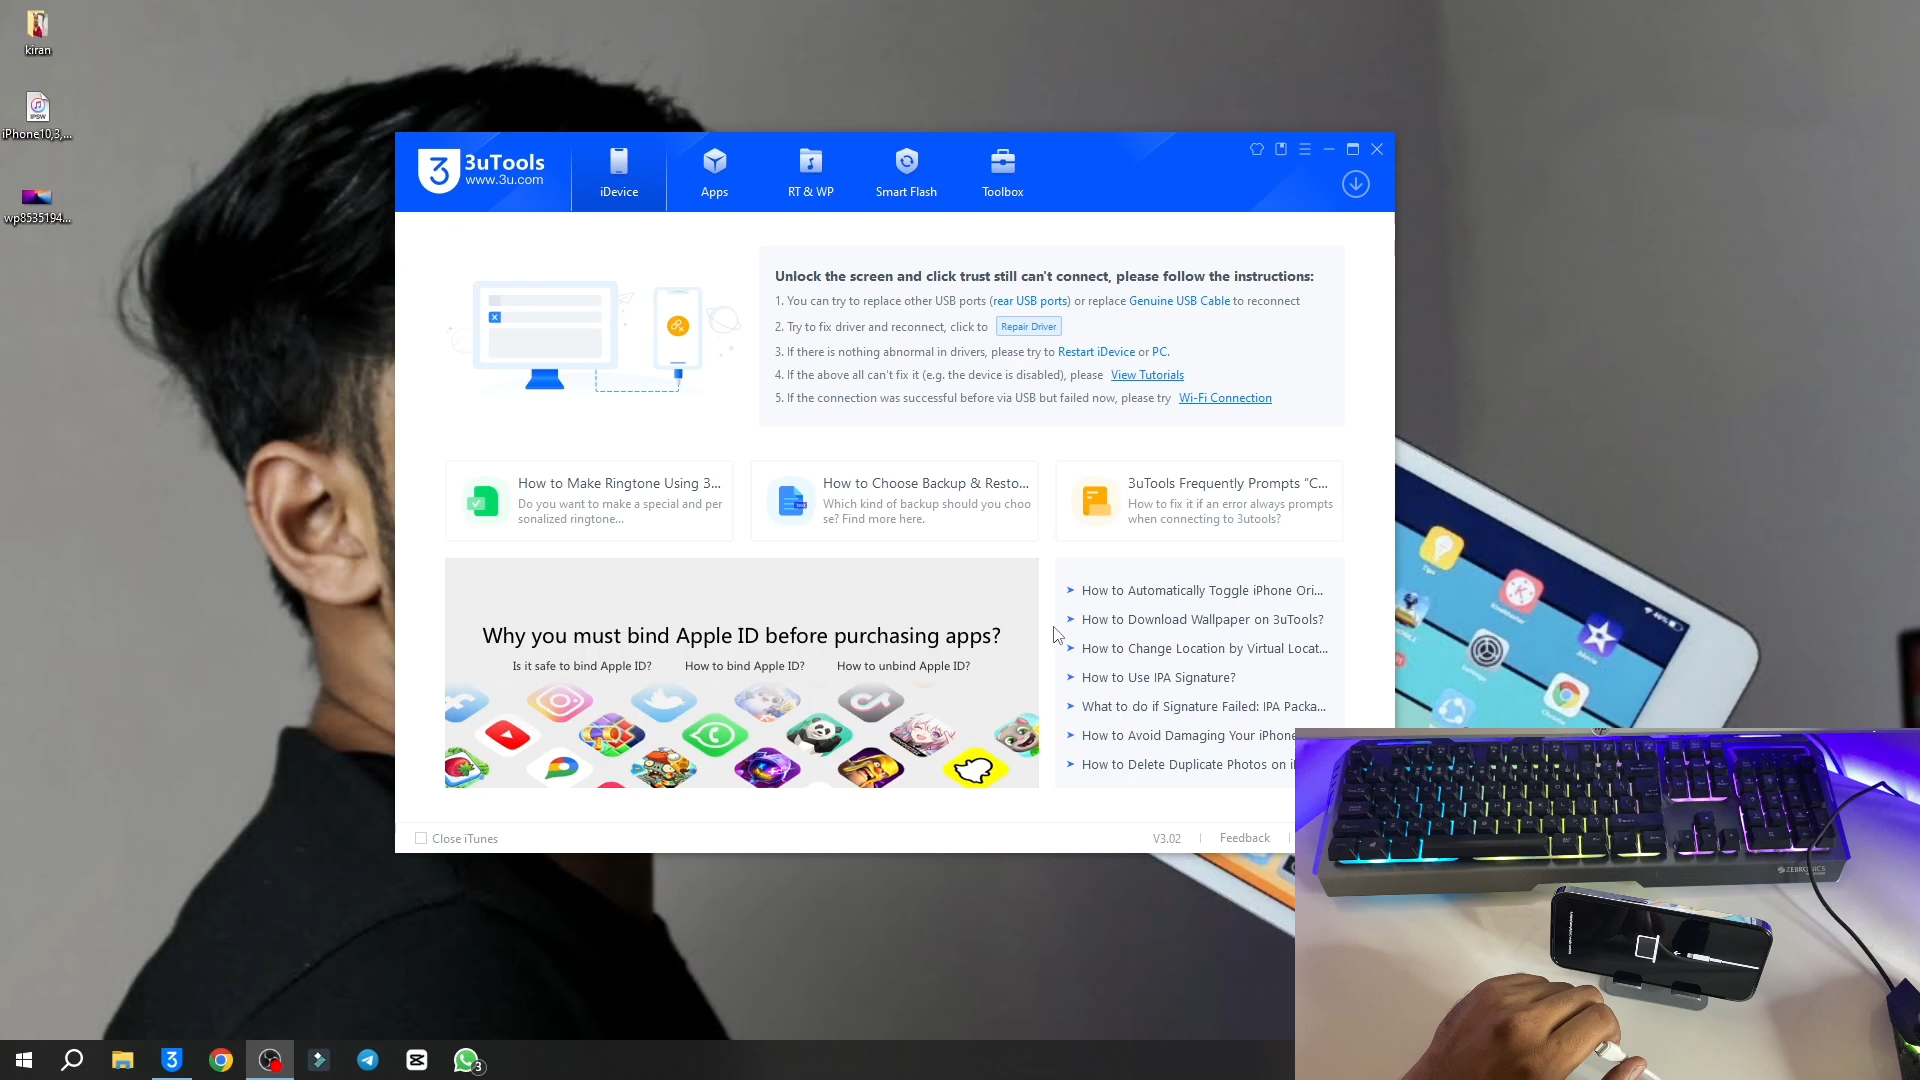 kiran
iPhone10,3,...
wp8535194...
3uTools
www.3u.com
iDevice
Apps
RT & WP
Smart Flash
Toolbox
Unlock the screen and click trust still can't connect, please follow the instructions:
1. You can try to replace other USB ports (rear USB ports) or replace Genuine USB Cable to reconnect
2. Try to fix driver and reconnect, click to Repair Driver
3. If there is nothing abnormal in drivers, please try to Restart iDevice or PC.
4. If the above all can't fix it (e.g. the device is disabled), please View Tutorials
5. If the connection was successful before via USB but failed now, please try Wi-Fi Connection
How to Make Ringtone Using 3...
Do you want to make a special and per
sonalized ringtone...
How to Choose Backup & Resto...
Which kind of backup should you choo
se? Find more here.
3uTools Frequently Prompts “C...
How to fix it if an error always prompts
when connecting to 3utools?
Why you must bind Apple ID before purchasing apps?
Is it safe to bind Apple ID?
How to bind Apple ID?
How to unbind Apple ID?
How to Automatically Toggle iPhone Ori...
How to Download Wallpaper on 3uTools?
How to Change Location by Virtual Locat...
How to Use IPA Signature?
What to do if Signature Failed: IPA Packa...
How to Avoid Damaging Your iPhone
How to Delete Duplicate Photos on i
Close iTunes
V3.02
Feedback
Tips
Chrome
ZEBRONICS
3